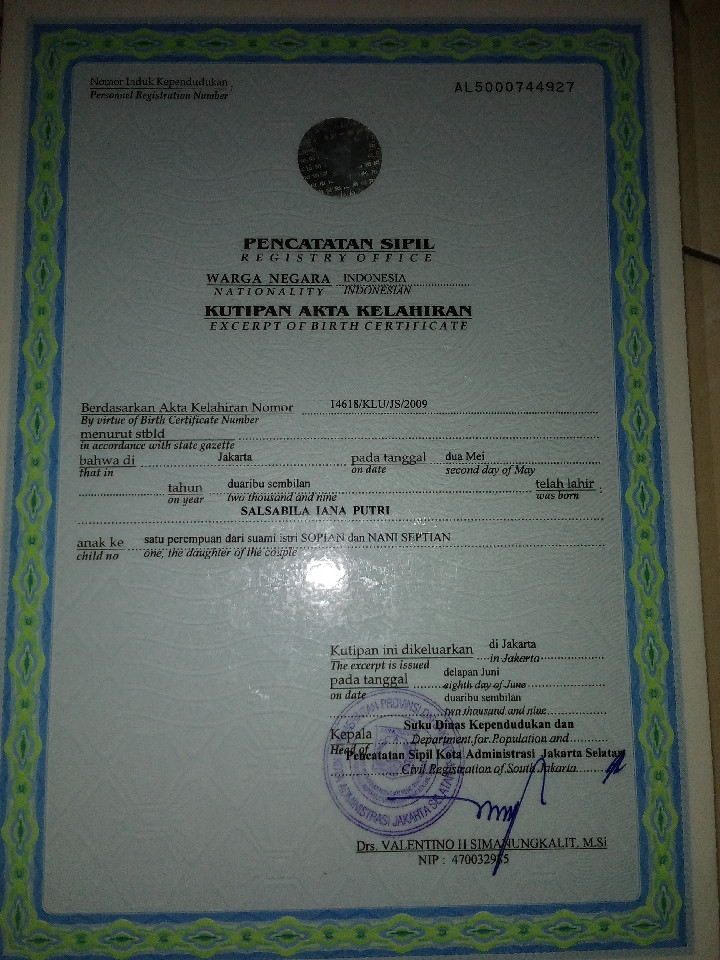 Nomor Induk Kependudukan :
Personnel Registration Number
AL5000744927
PENCATATAN SIPIL
REGISTRY OFFICE
WARGA NEGARA INDONESIA
NATIONALITY INDONESIAN
KUTIPAN AKTA KELAHIRAN
EXCERPT OF BIRTH CERTIFICATE
Berdasarkan Akta Kelahiran Nomor 14618/KLU/JS/2009
By virtue of Birth Certificate Number
menurut stbld
in accordance with state gazette
bahwa di Jakarta pada tanggal dua Mei
that in on date second day of May
tahun duaribu sembilan telah lahir :
on year two thousand and nine was born
SALSABILA IANA PUTRI
anak ke satu perempuan dari suami istri SOPIAN dan NANI SEPTIAN
child no one, the daughter of the couple
Kutipan ini dikeluarkan di Jakarta
The excerpt is issued in Jakarta
pada tanggal delapan Juni
on date eighth day of June
duaribu sembilan
two thousand and nine
Kepala Suku Dinas Kependudukan dan
Head of Department for Population and
Pencatatan Sipil Kota Administrasi Jakarta Selatan
Civil Registration of South Jakarta
ADMINISTRASI JAKARTA SELATAN
Drs. VALENTINO II SIMANUNGKALIT, M.Si
NIP : 470032985